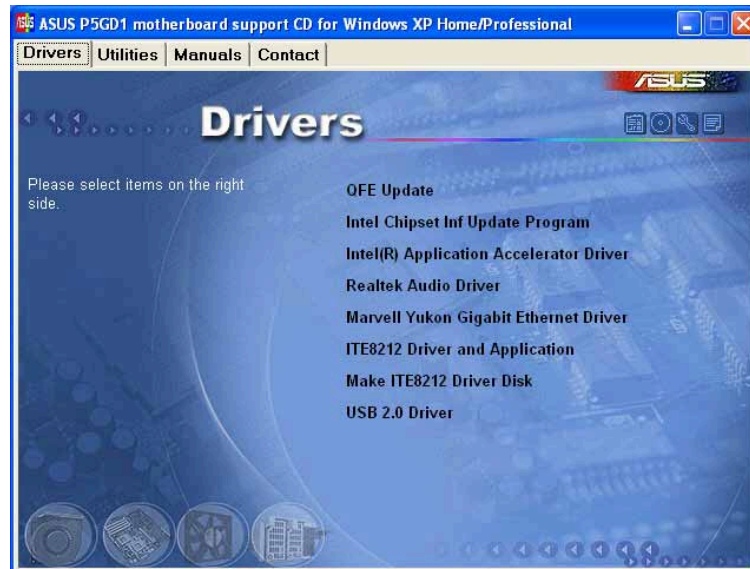 ASUS P5GD1 motherboard support CD for Windows XP Home/Professional
Drivers Utilities Manuals Contact
ASUS
Drivers
Please select items on the right
side.
QFE Update
Intel Chipset Inf Update Program
Intel(R) Application Accelerator Driver
Realtek Audio Driver
Marvell Yukon Gigabit Ethernet Driver
ITE8212 Driver and Application
Make ITE8212 Driver Disk
USB 2.0 Driver